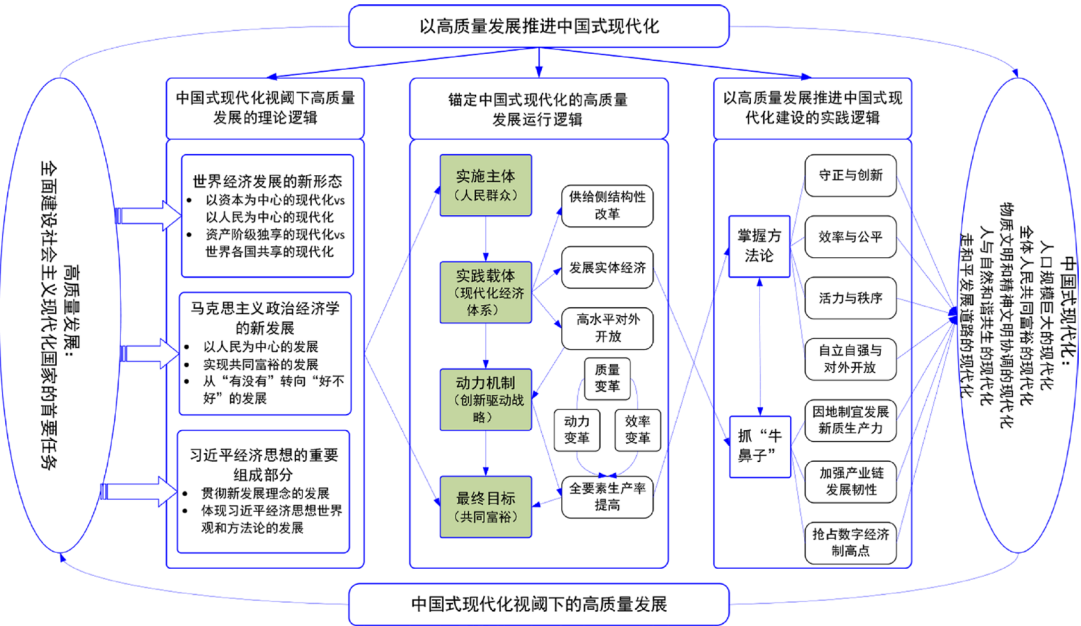 以高质量发展推进中国式现代化
高质量发展：
全面建设社会主义现代化国家的首要任务
中国式现代化视阈下高质量
发展的理论逻辑
世界经济发展的新形态
• 以资本为中心的现代化vs
以人民为中心的现代化
• 资产阶级独享的现代化vs
世界各国共享的现代化
马克思主义政治经济学
的新发展
• 以人民为中心的发展
• 实现共同富裕的发展
• 从“有没有”转向“好不
好”的发展
习近平经济思想的重要
组成部分
• 贯彻新发展理念的发展
• 体现习近平经济思想世界
观和方法论的发展
锚定中国式现代化的高质量
发展运行逻辑
实施主体
（人民群众）
实践载体
（现代化经济
体系）
动力机制
（创新驱动战
略）
最终目标
（共同富裕）
供给侧结构性
改革
发展实体经济
高水平对外
开放
质量
变革
动力
变革
效率
变革
全要素生产率
提高
以高质量发展推进中国式现
代化建设的实践逻辑
掌握方
法论
抓“牛
鼻子”
守正与创新
效率与公平
活力与秩序
自立自强与
对外开放
因地制宜发展
新质生产力
加强产业链
发展韧性
抢占数字经济
制高点
中国式现代化：
人口规模巨大的现代化
全体人民共同富裕的现代化
物质文明和精神文明协调的现代化
人与自然和谐共生的现代化
走和平发展道路的现代化
中国式现代化视阈下的高质量发展